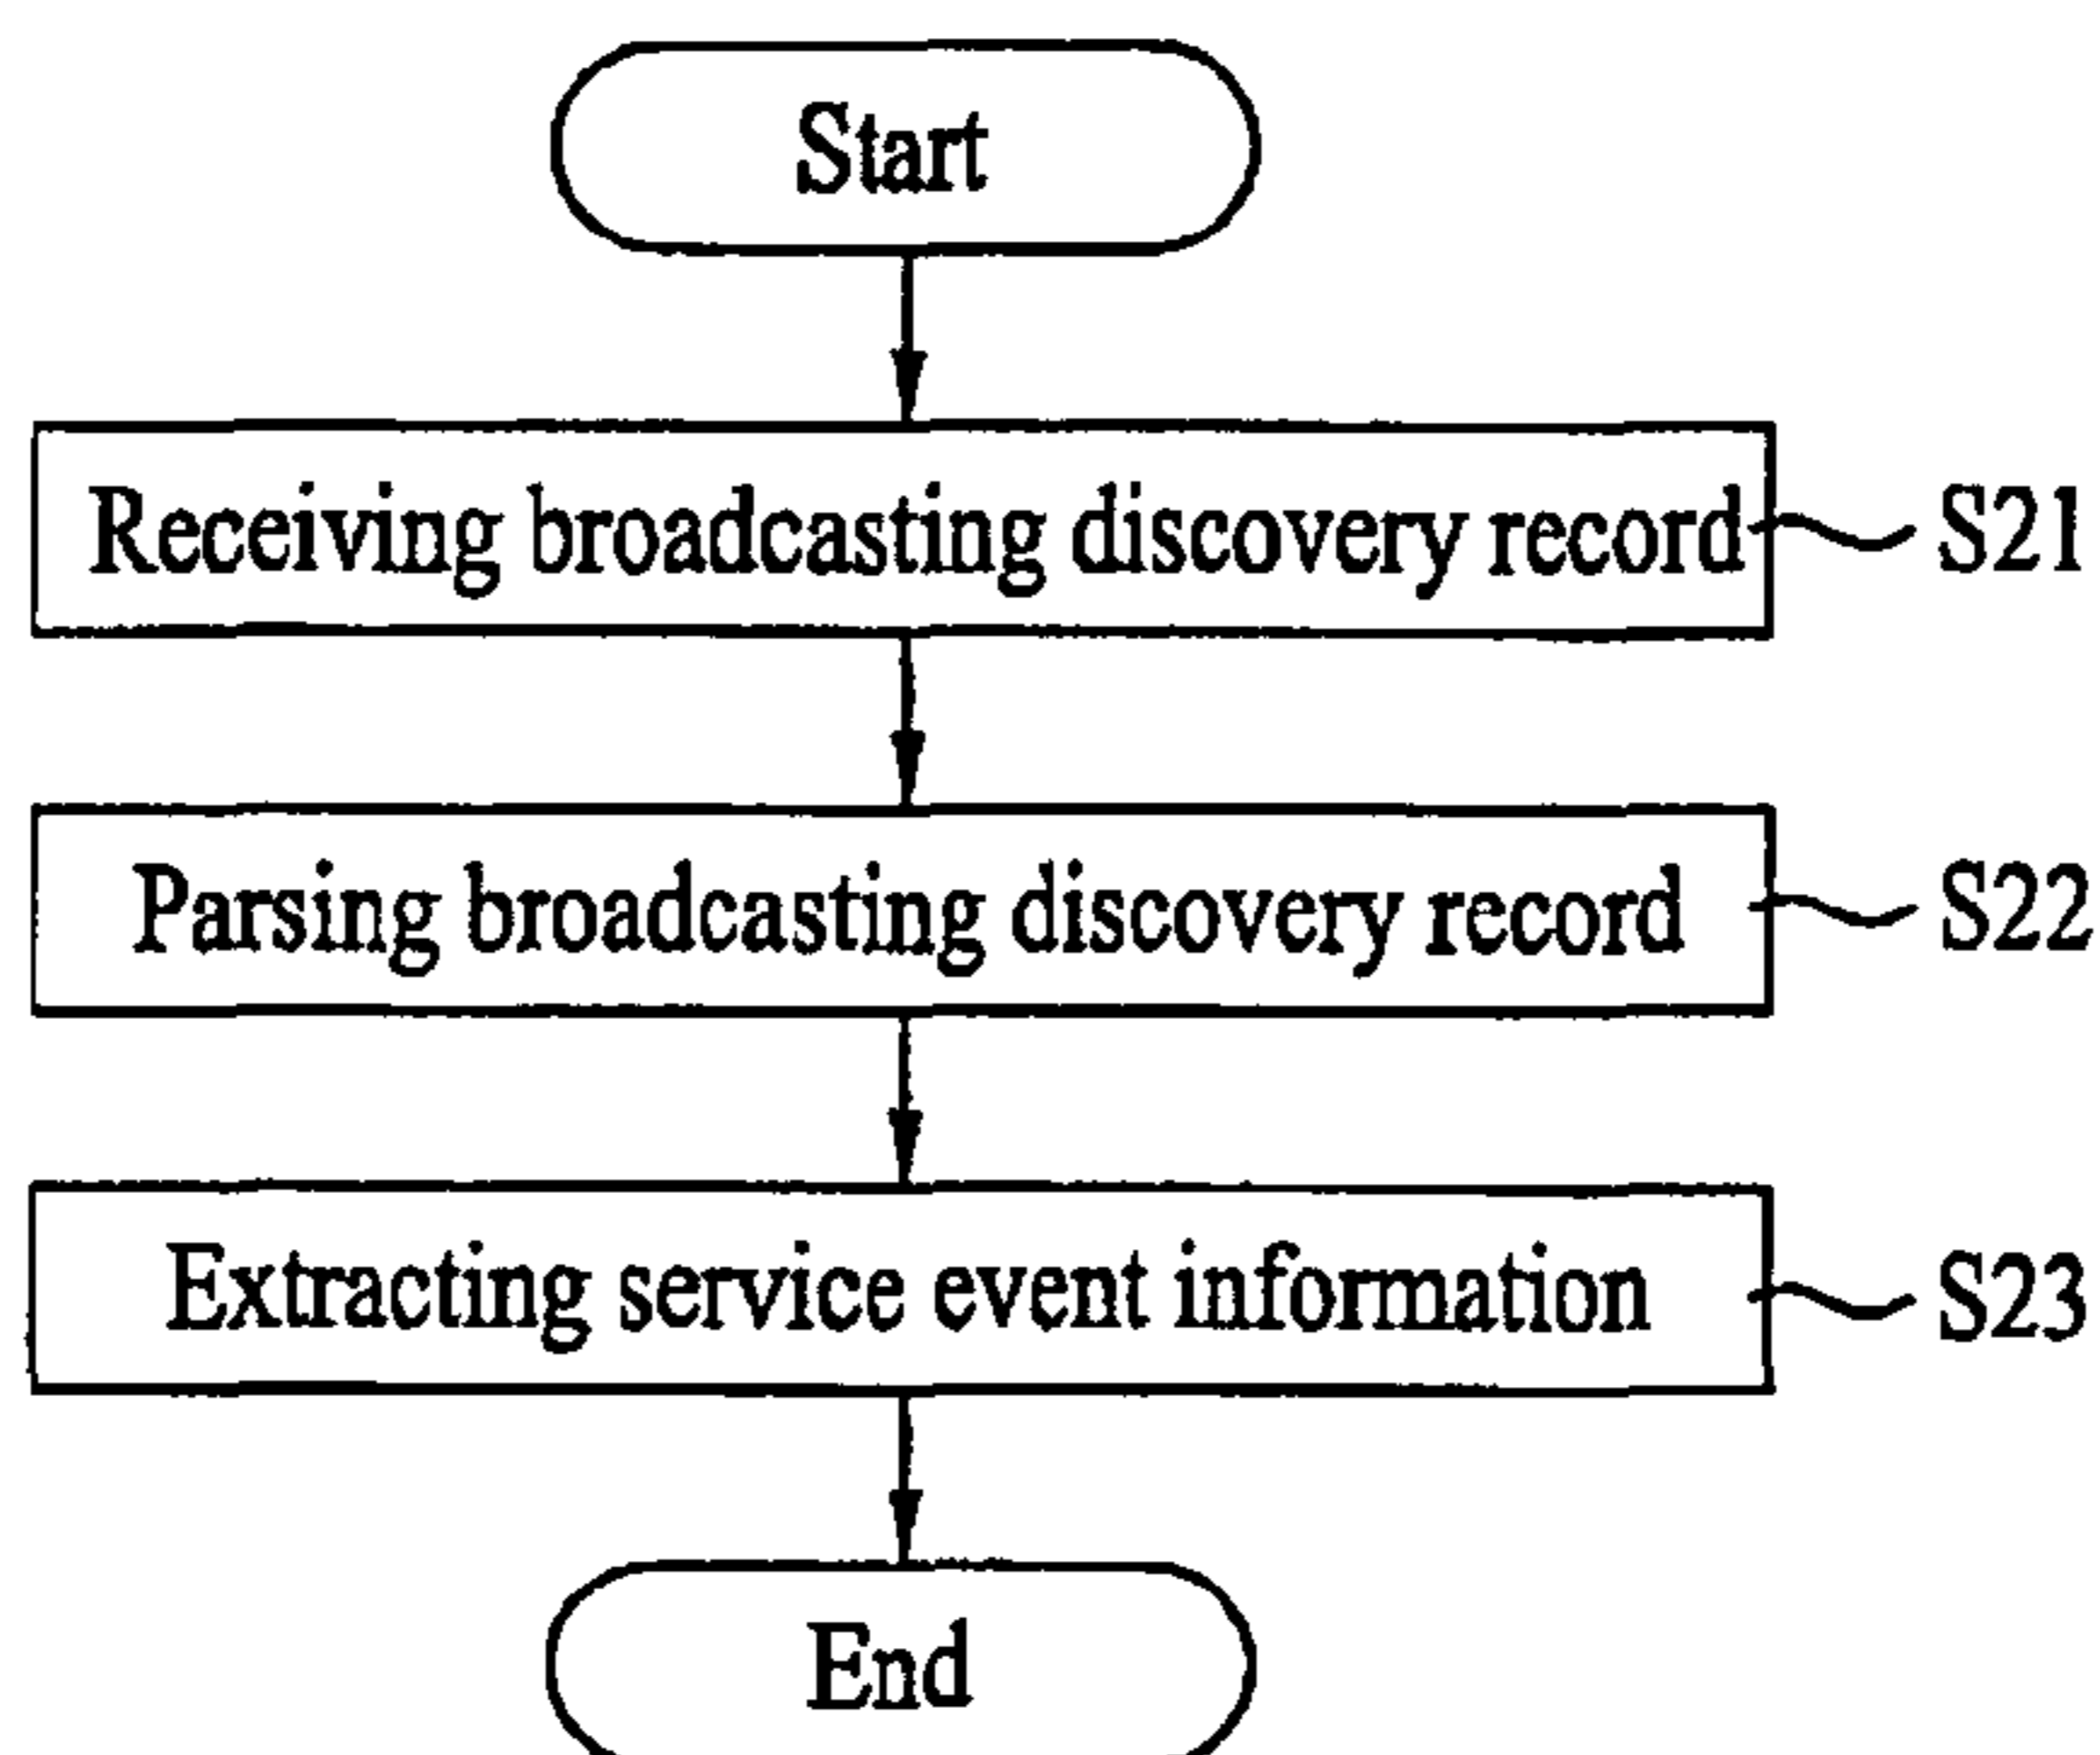 Start
Receiving broadcasting discovery record
S21
Parsing broadcasting discovery record
S22
Extracting service event information
S23
End